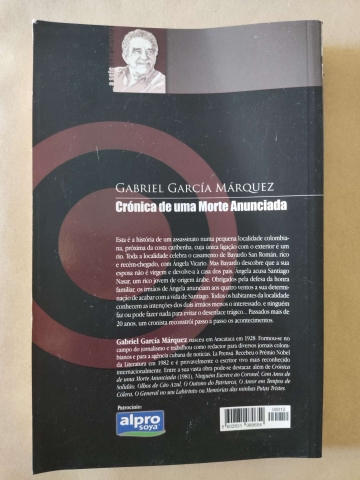 GABRIEL GARCÍA MÁRQUEZ
Crónica de uma Morte Anunciada
Esta é a história de um assassinato numa pequena localidade colombia-
na, próxima da costa caribenha, cuja única ligação com o exterior é um
rio. Toda a localidade celebra o casamento de Bayardo San Román, rico
e recém-chegado, com Angela Vicario. Mas Bayardo descobre que a sua
esposa não é virgem e devolve-a à casa dos pais. Angela acusa Santiago
Nasar, um rico jovem de origem árabe. Obrigados pela defesa da honra
familiar, os irmãos de Angela anunciam aos quatro ventos a sua determi-
nação de acabar com a vida de Santiago. Todos os habitantes da localidade
conhecem as intenções dos dois irmãos menos o interessado, e ninguém
faz ou pode fazer nada para evitar o desenlace trágico... Passados mais de
20 anos, um cronista reconstrói passo a passo os acontecimentos.
Gabriel García Márquez nasceu em Aracataca em 1928. Formou-se no
campo do jornalismo e trabalhou como redactor para diversos jornais colom-
bianos e para a agência cubana de notícias La Prensa. Recebeu o Prémio Nobel
da Literatura em 1982 e é provavelmente o escritor vivo mais reconhecido
internacionalmente. Entre a sua vasta obra pode-se destacar além de Crónica
de uma Morte Anunciada (1981), Ninguém Escreve ao Coronel, Cem Anos de
Solidão, Olhos de Cão Azul, O Outono do Patriarca, O Amor em Tempos de
Cólera, O General no seu Labirinto ou Memórias das minhas Putas Tristes.
Patrocínio:
alpro
soya